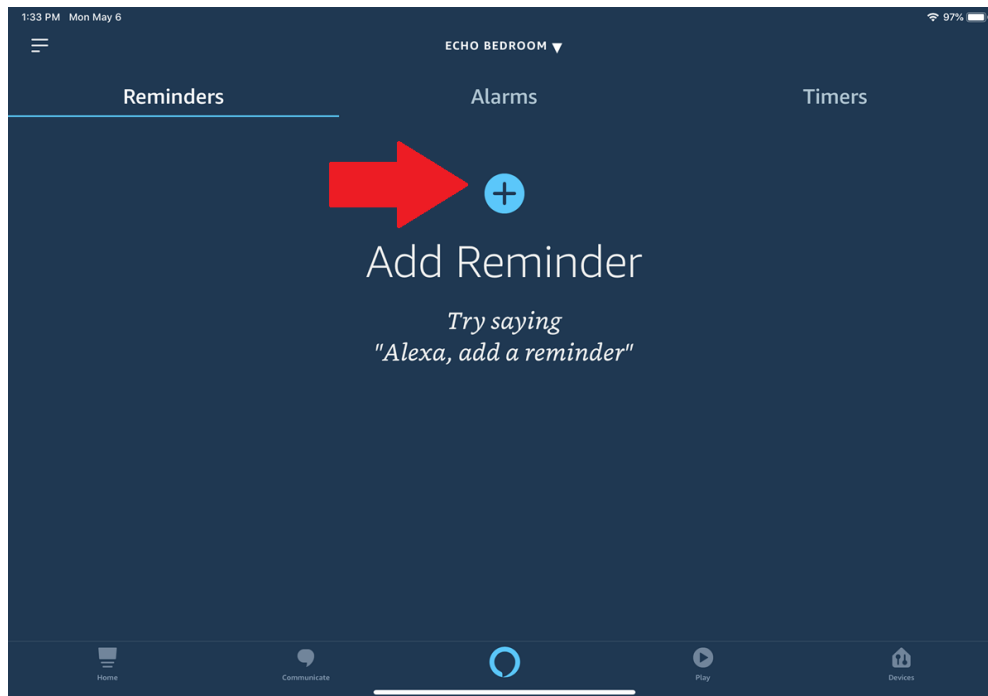 1:33 PM Mon May 6
97%
ECHO BEDROOM
Reminders
Alarms
Timers
Add Reminder
Try saying
"Alexa, add a reminder"
Home
Communicate
Play
Devices